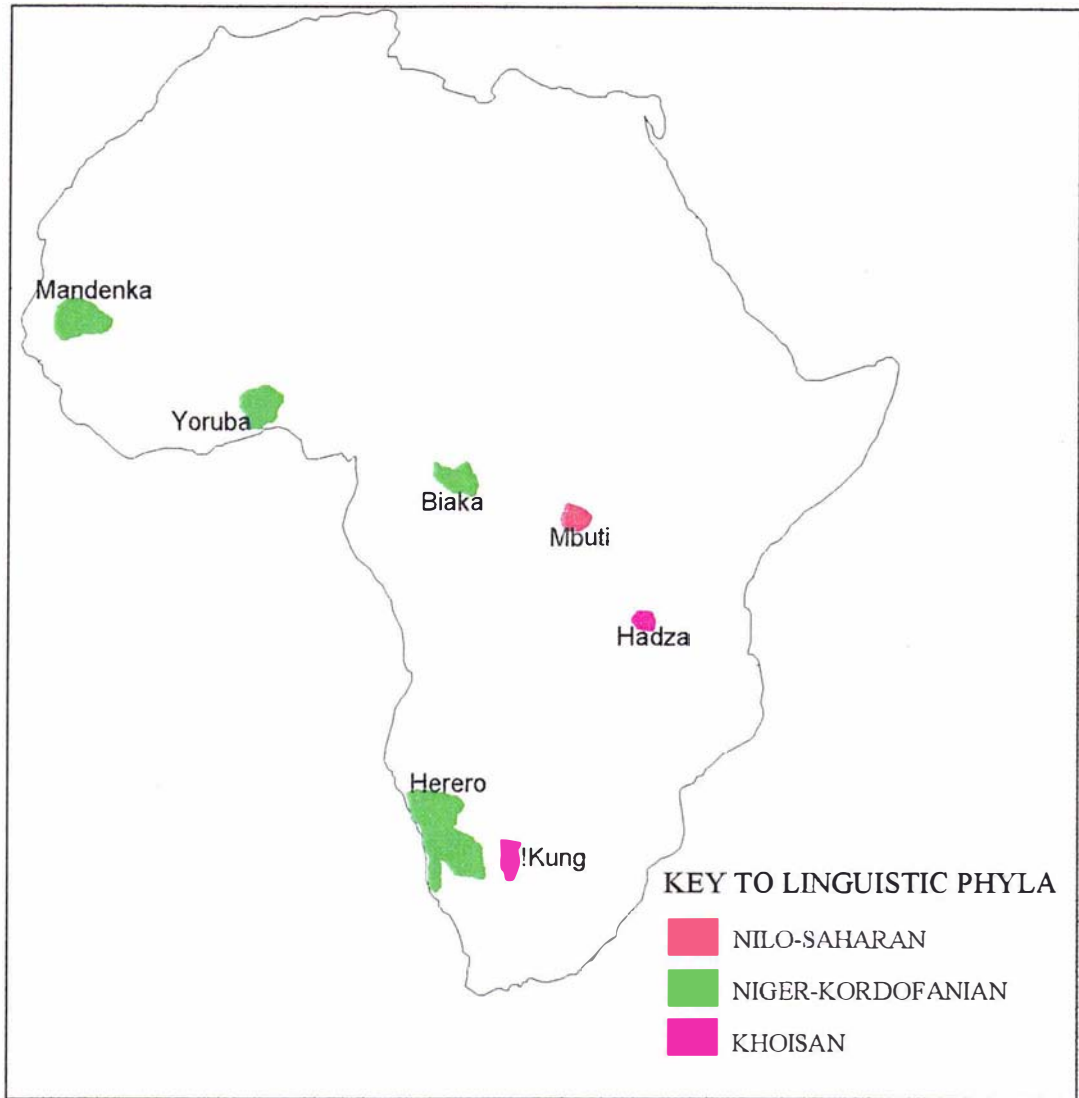 Mandenka
Yoruba
Biaka
Mbuti
Hadza
Herero
!Kung
KEY TO LINGUISTIC PHYLA
NILO-SAHARAN
NIGER-KORDOFANIAN
KHOISAN